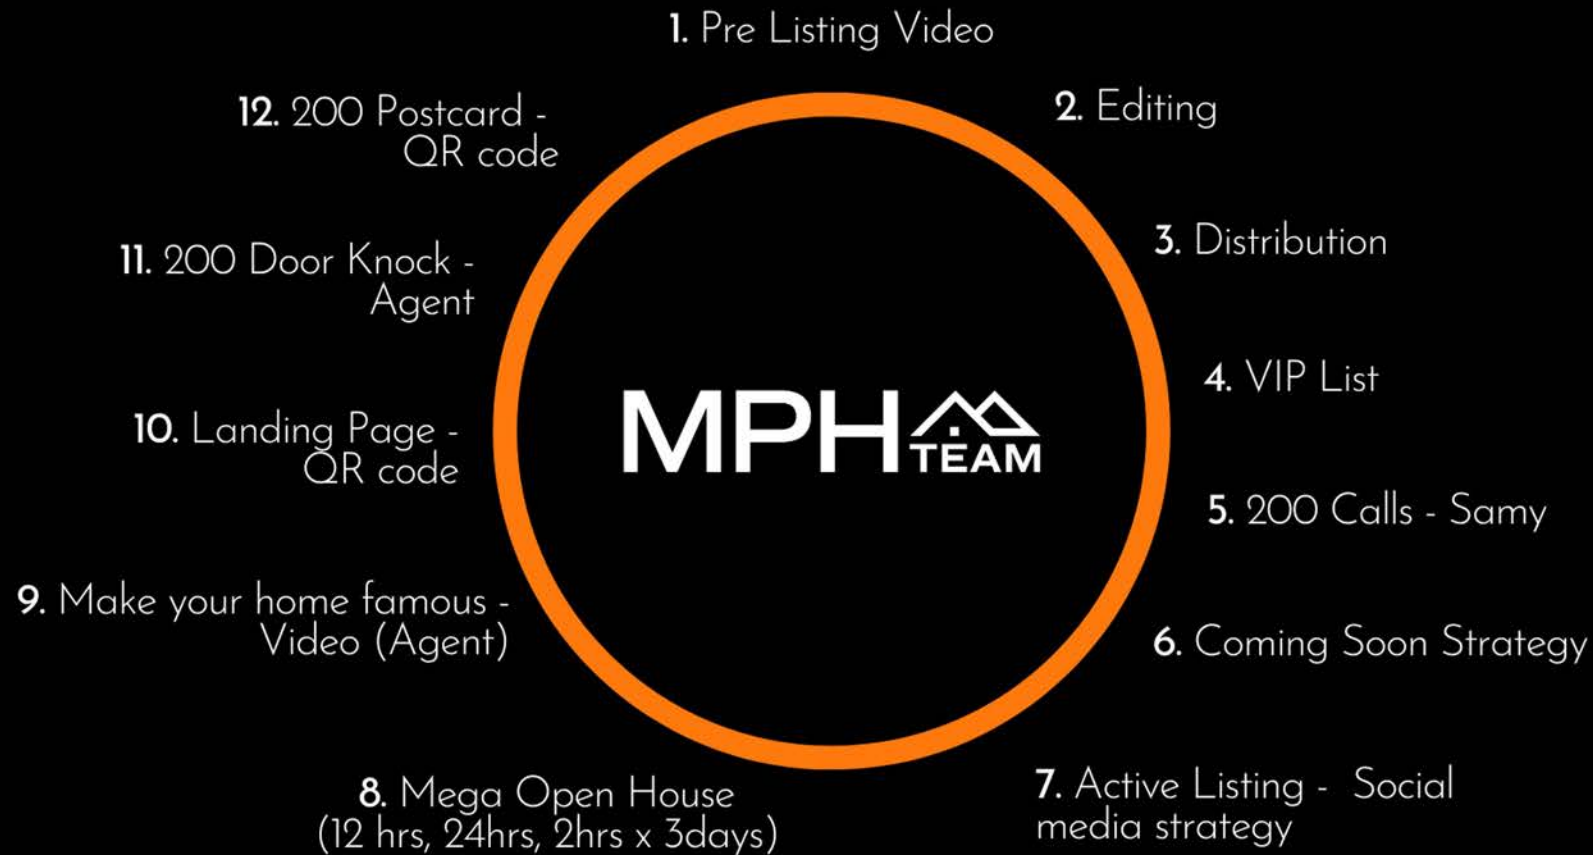 1. Pre Listing Video
2. Editing
3. Distribution
4. VIP List
5. 200 Calls - Samy
6. Coming Soon Strategy
7. Active Listing - Social
media strategy
8. Mega Open House
(12 hrs, 24hrs, 2hrs x 3days)
9. Make your home famous -
Video (Agent)
10. Landing Page -
QR code
11. 200 Door Knock -
Agent
12. 200 Postcard -
QR code
MPH TEAM